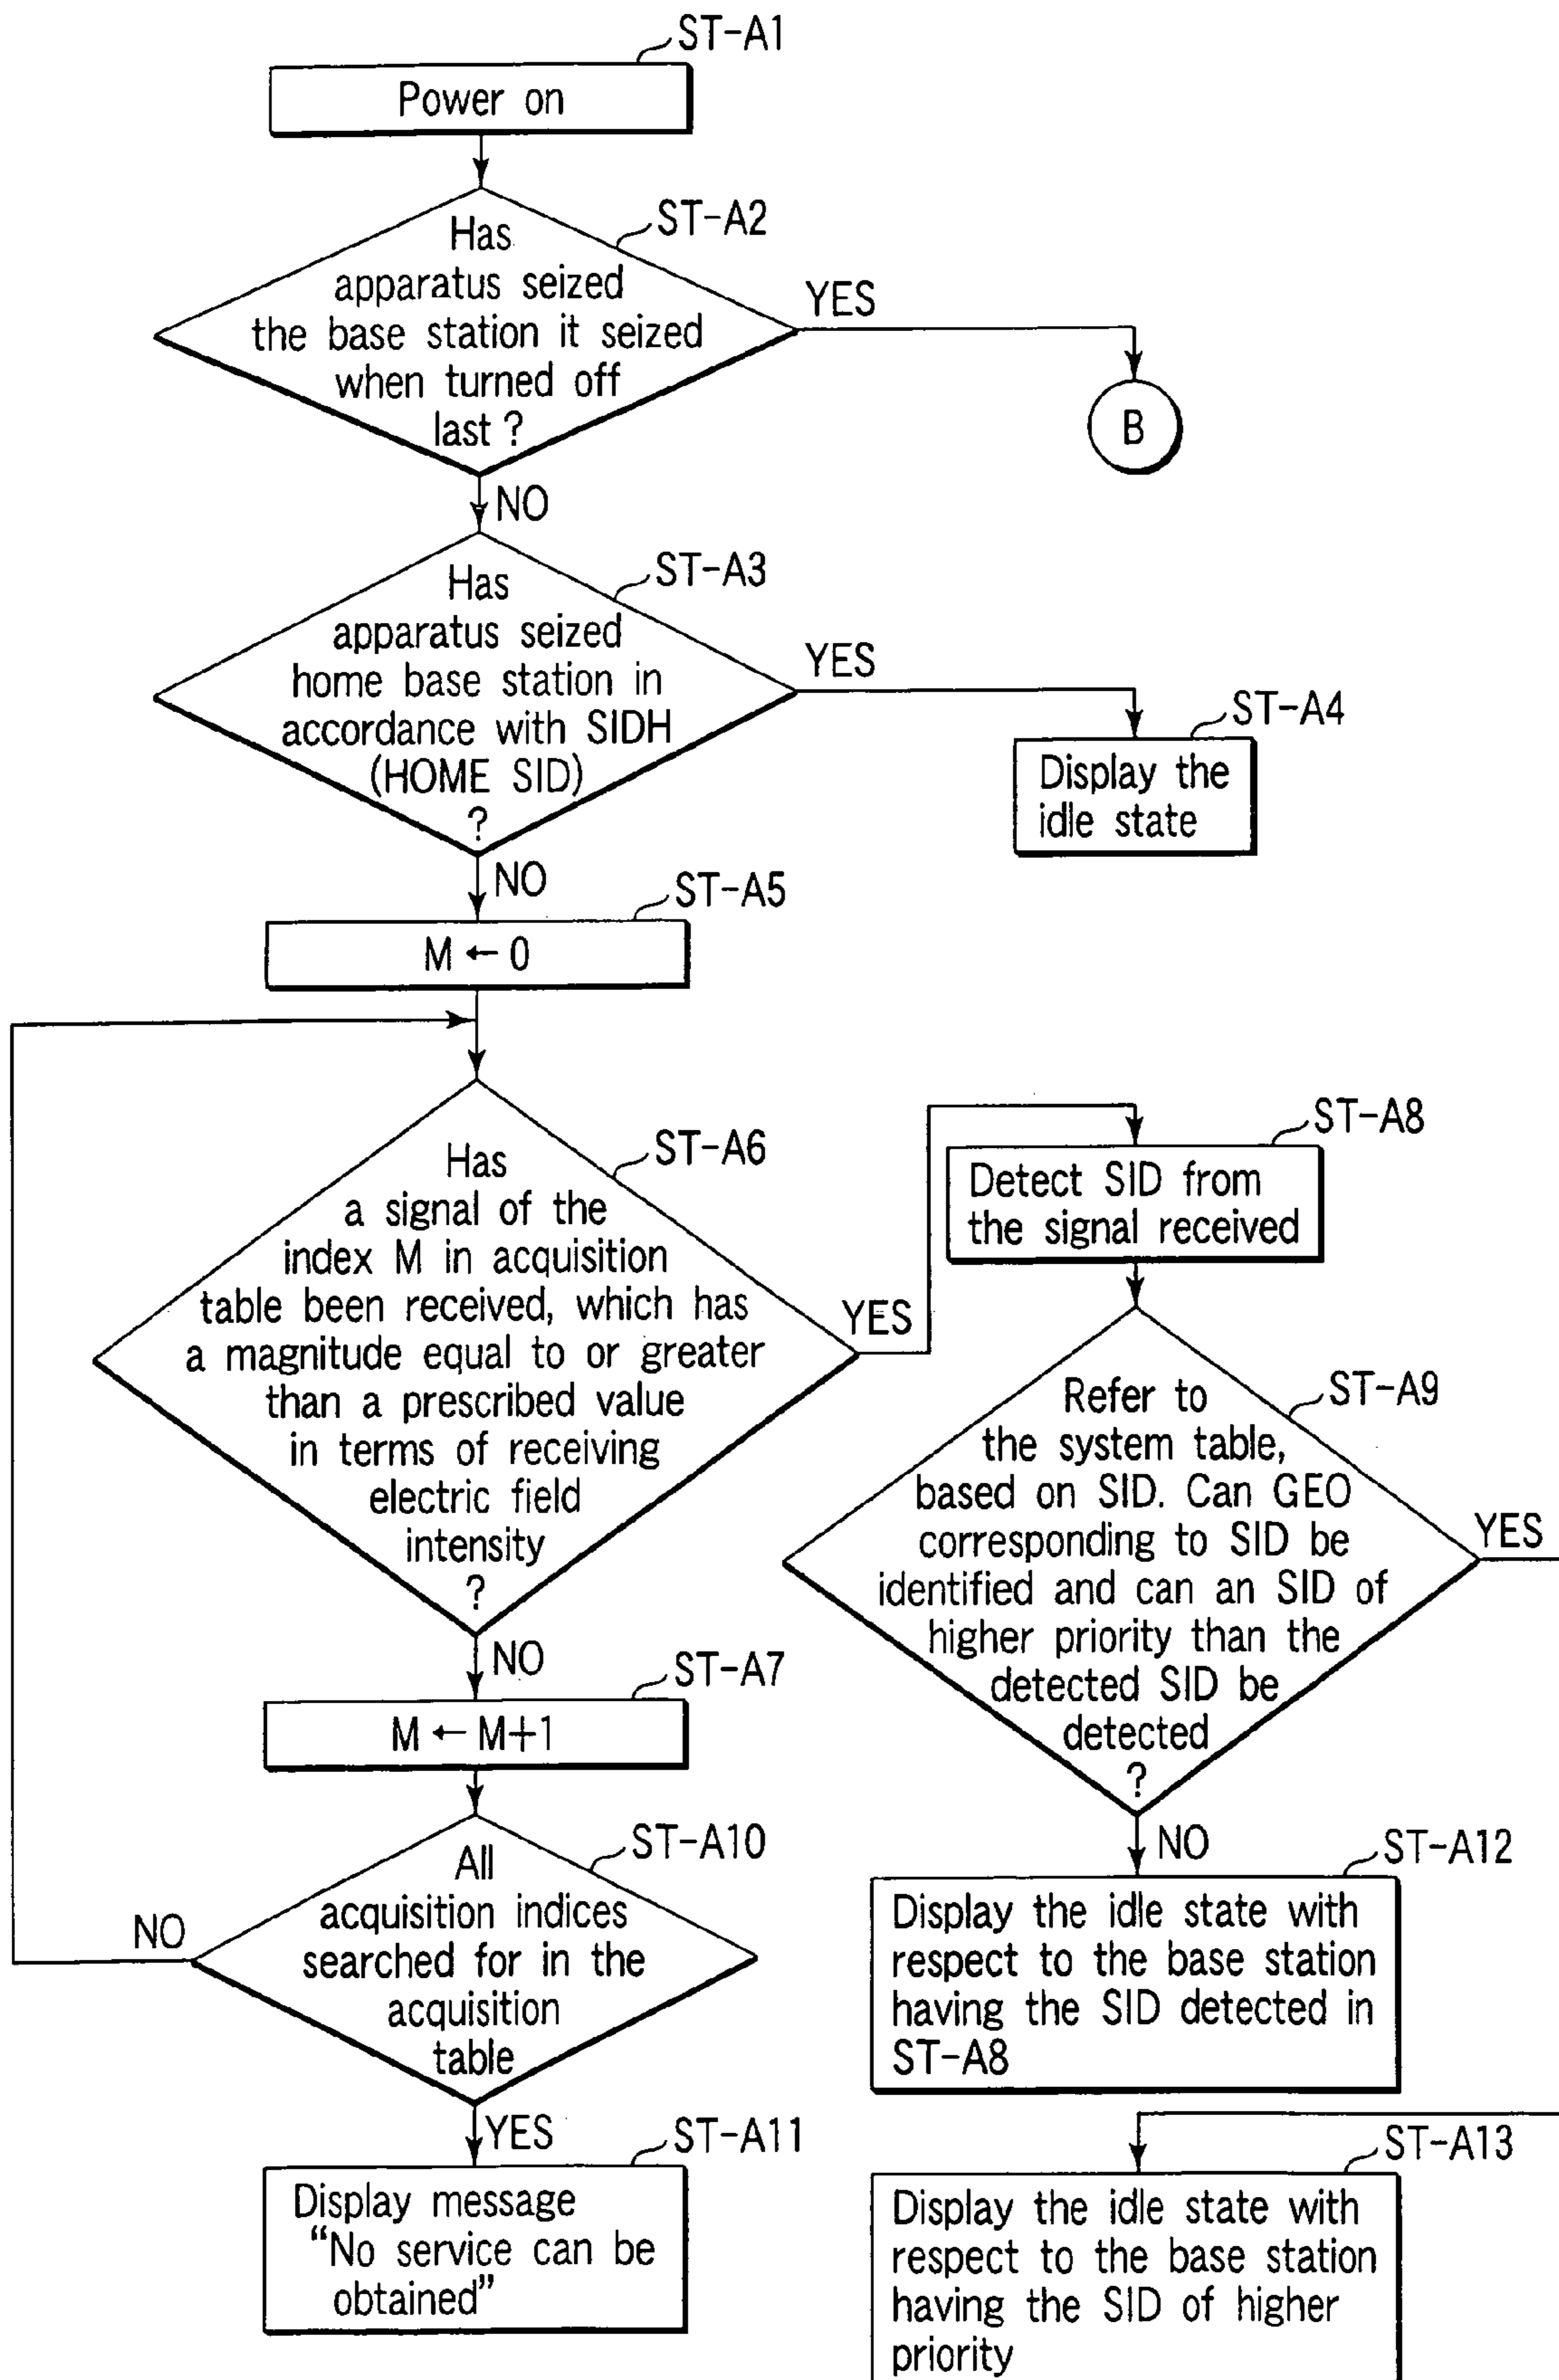 ST-A1
Power on
ST-A2
Has
apparatus seized
the base station it seized
when turned off
last ?
YES
B
NO
ST-A3
Has
apparatus seized
home base station in
accordance with SIDH
(HOME SID)
?
YES
ST-A4
Display the
idle state
NO
ST-A5
M ← 0
ST-A6
Has
a signal of the
index M in acquisition
table been received, which has
a magnitude equal to or greater
than a prescribed value
in terms of receiving
electric field
intensity
?
YES
NO
ST-A7
M ← M+1
ST-A10
All
acquisition indices
searched for in the
acquisition
table
NO
YES
ST-A11
Display message
“No service can be
obtained”
ST-A8
Detect SID from
the signal received
ST-A9
Refer to
the system table,
based on SID. Can GEO
corresponding to SID be
identified and can an SID of
higher priority than the
detected SID be
detected
?
YES
NO
ST-A12
Display the idle state with
respect to the base station
having the SID detected in
ST-A8
ST-A13
Display the idle state with
respect to the base station
having the SID of higher
priority